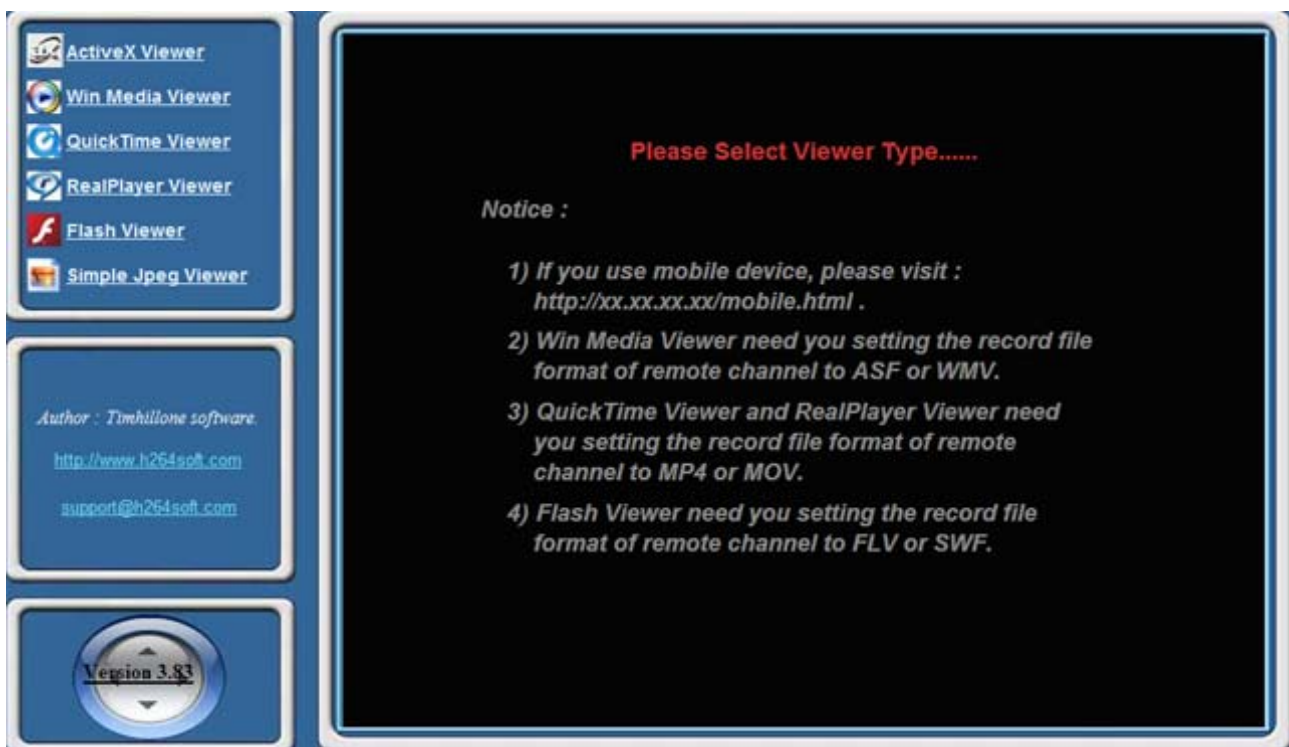 ActiveX Viewer
Win Media Viewer
QuickTime Viewer
RealPlayer Viewer
Flash Viewer
Simple Jpeg Viewer
Author : Timhillone software.
http://www.h264soft.com
support@h264soft.com
Version 3.83
Please Select Viewer Type......
Notice :
1) If you use mobile device, please visit :
http://xx.xx.xx.xx/mobile.html .
2) Win Media Viewer need you setting the record file
format of remote channel to ASF or WMV.
3) QuickTime Viewer and RealPlayer Viewer need
you setting the record file format of remote
channel to MP4 or MOV.
4) Flash Viewer need you setting the record file
format of remote channel to FLV or SWF.